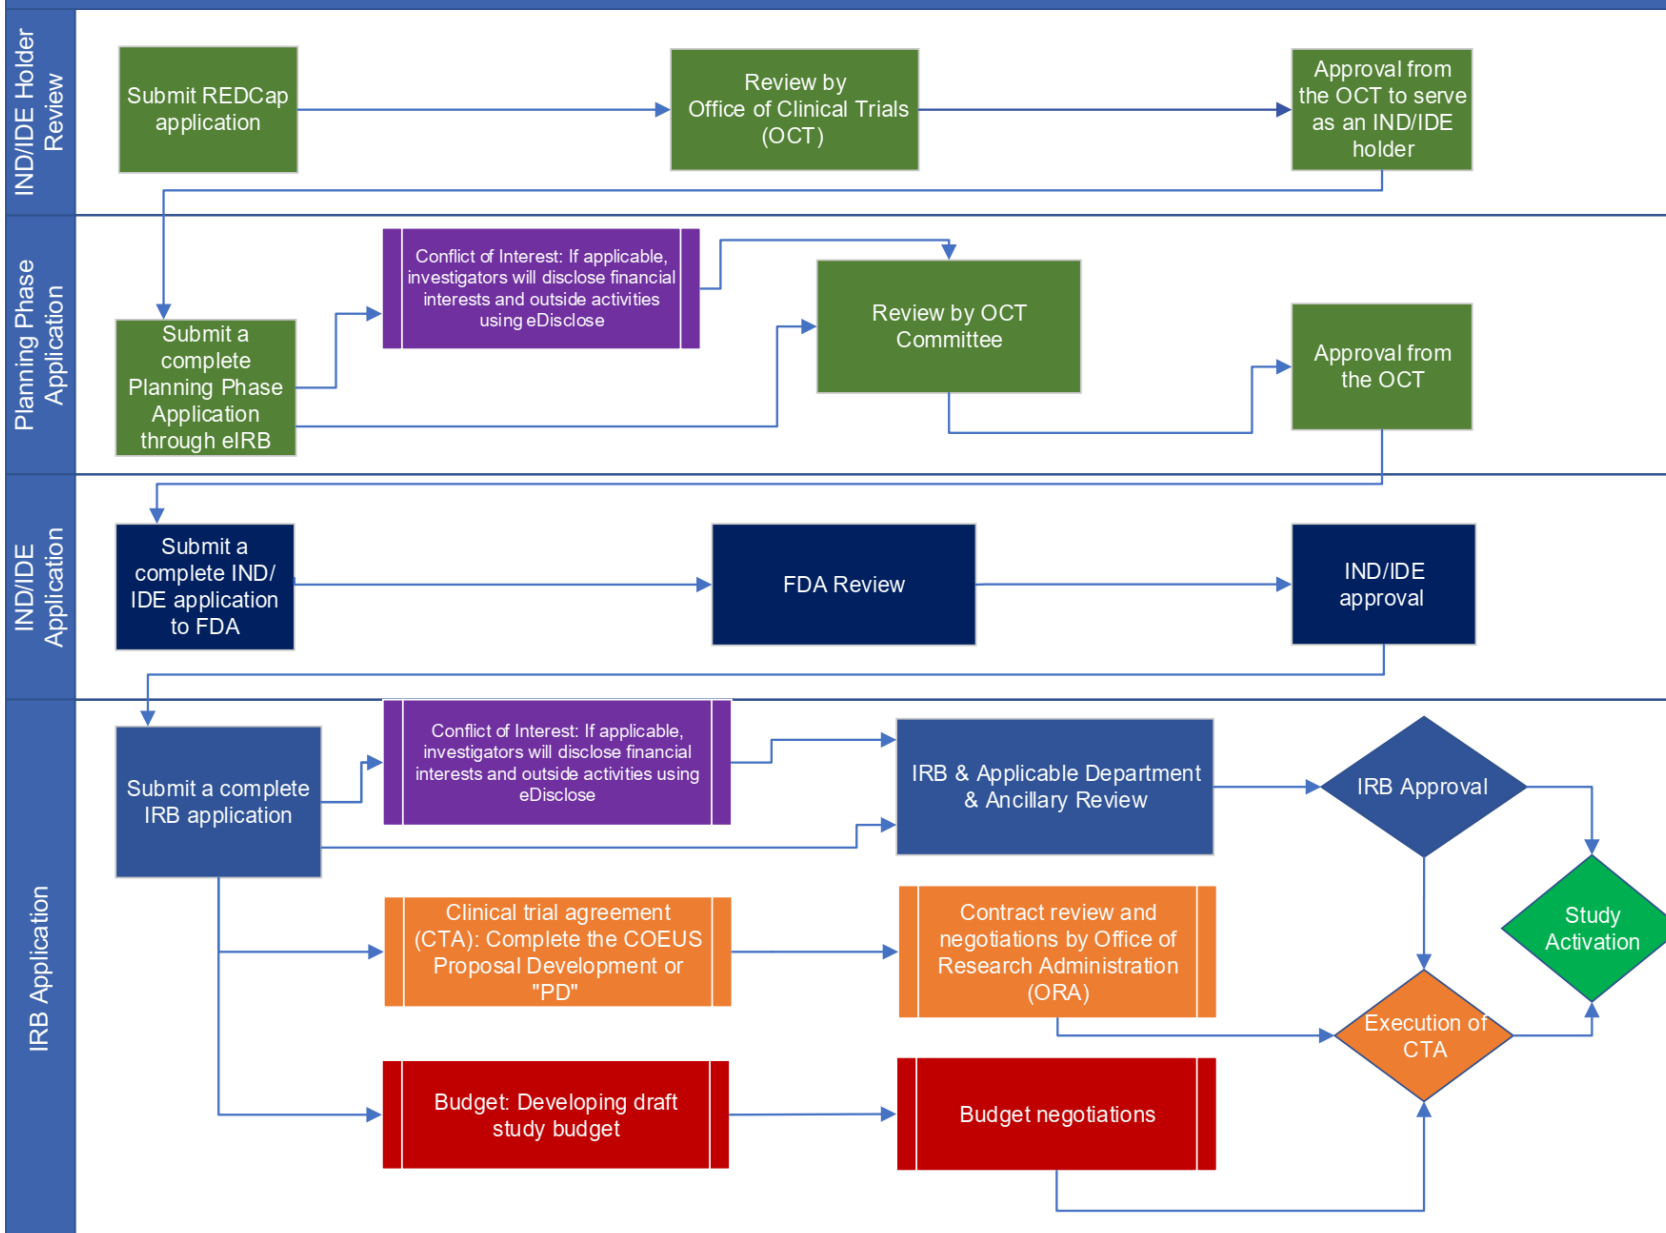 IND/IDE Holder
Review
Submit REDCap
application
Review by
Office of Clinical Trials
(OCT)
Approval from
the OCT to serve
as an IND/IDE
holder
Planning Phase
Application
Submit a
complete
Planning Phase
Application
through eIRB
Conflict of Interest: If applicable,
investigators will disclose financial
interests and outside activities
using eDisclose
Review by OCT
Committee
Approval from
the OCT
IND/IDE
Application
Submit a
complete IND/
IDE application
to FDA
FDA Review
IND/IDE
approval
IRB Application
Submit a complete
IRB application
Conflict of Interest: If applicable,
investigators will disclose financial
interests and outside activities using
eDisclose
IRB & Applicable Department
& Ancillary Review
IRB Approval
Study
Activation
Clinical trial agreement
(CTA): Complete the COEUS
Proposal Development or
"PD"
Contract review and
negotiations by Office of
Research Administration
(ORA)
Execution of
CTA
Budget: Developing draft
study budget
Budget negotiations